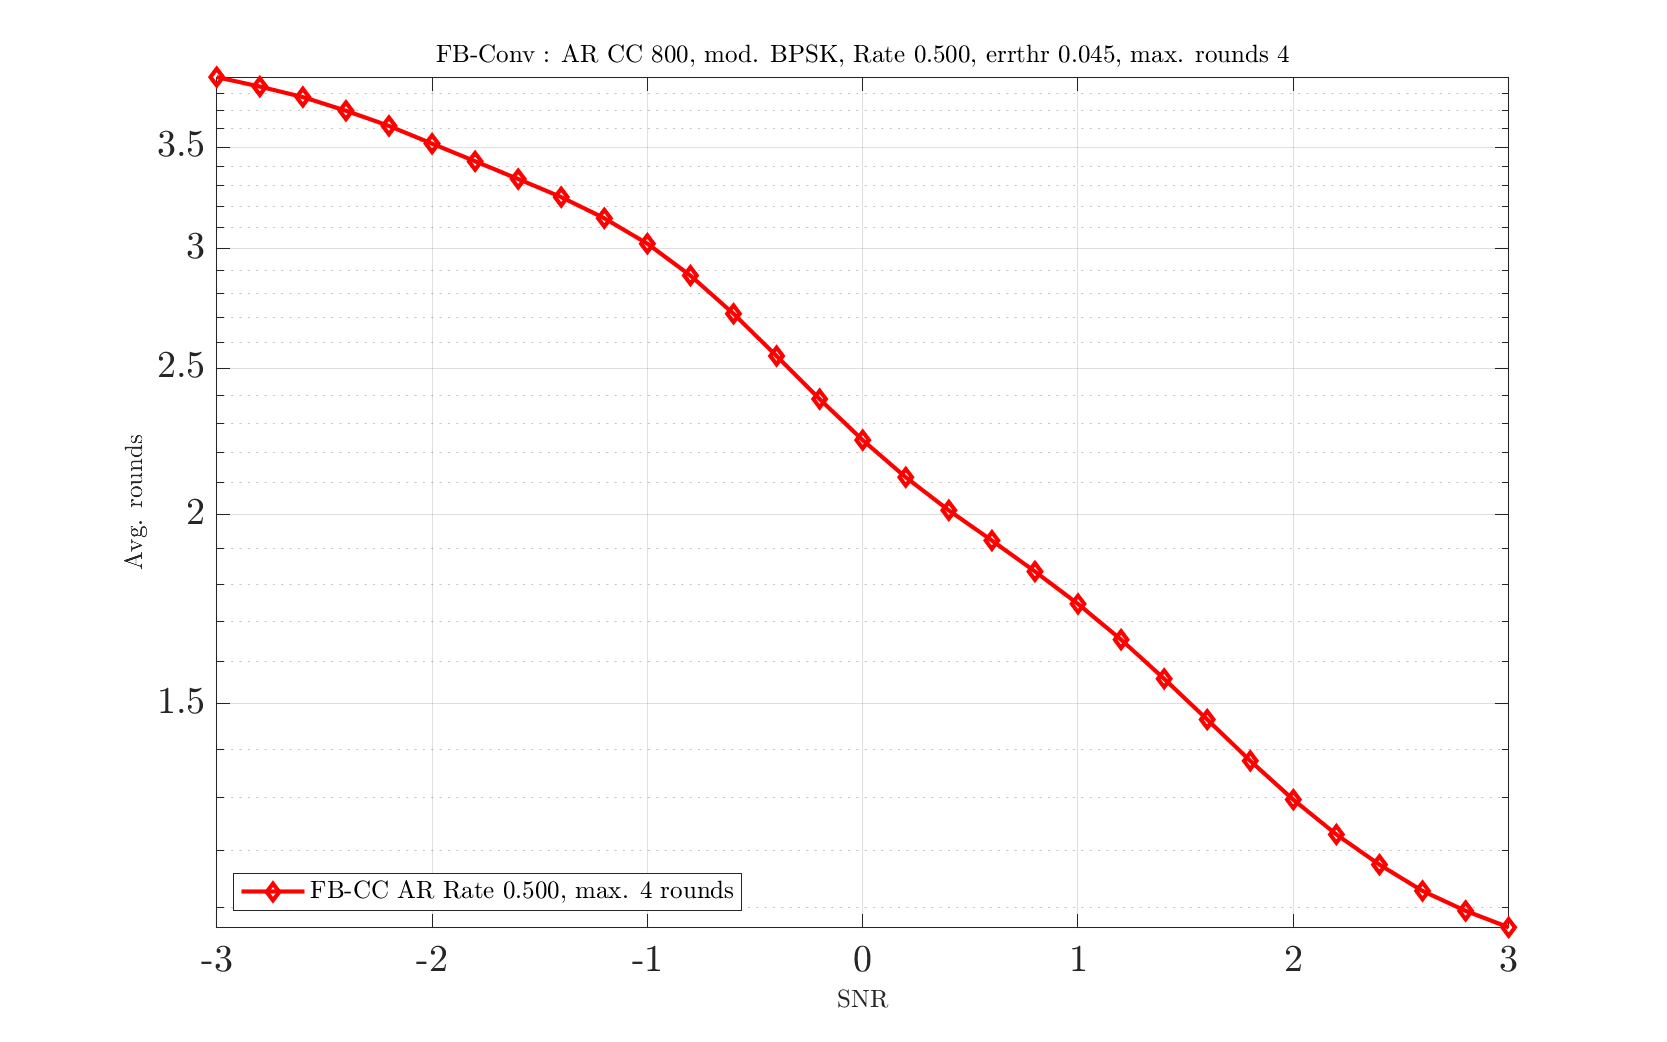 FB-Conv : AR CC 800, mod. BPSK, Rate 0.500, errthr 0.045, max. rounds 4
3.5
3
2.5
2
1.5
Avg. rounds
FB-CC AR Rate 0.500, max. 4 rounds
-3 -2 -1 0 1 2 3
SNR